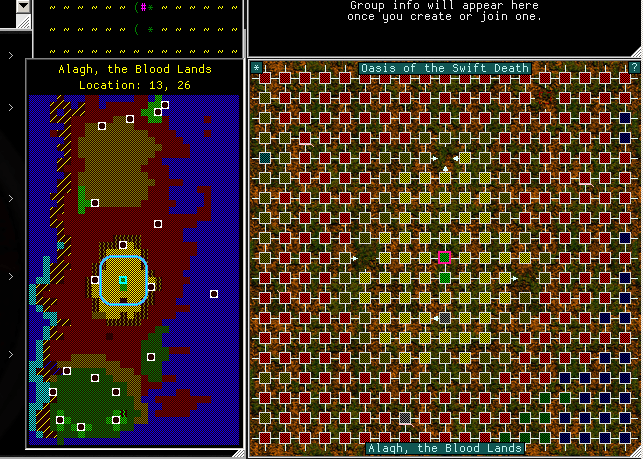 Group info will appear here
once you create or join one.
Alagh, the Blood Lands
Location: 13, 26
* Oasis of the Swift Death ?
Alagh, the Blood Lands